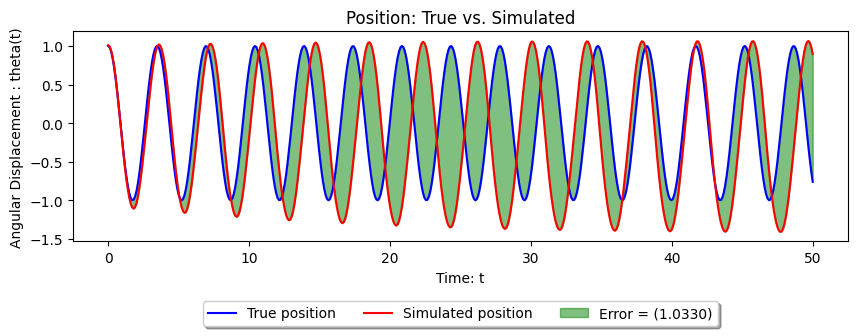 Position: True vs. Simulated
Angular Displacement : theta(t)
1.0
0.5
0.0
−0.5
−1.0
−1.5
0
10
20
30
40
50
Time: t
True position
Simulated position
Error = (1.0330)